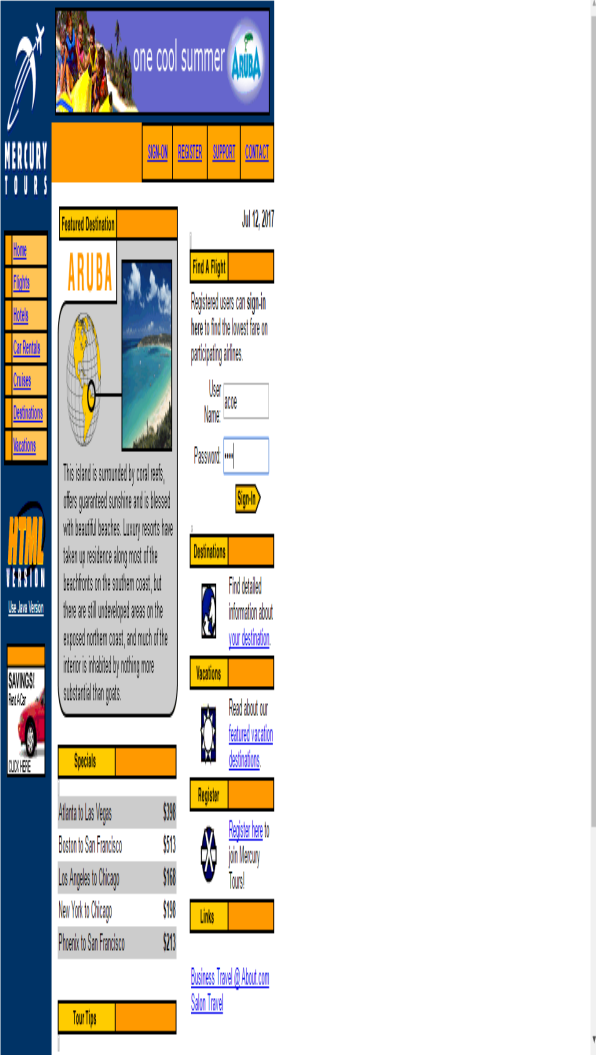 one cool summer
ARUBA
MERCURY
TOURS
SIGN-ON
REGISTER
SUPPORT
CONTACT
Home
Flights
Hotels
Car Rentals
Cruises
Destinations
Vacations
HTML
VERSION
Use Java Version
SAVINGS!
Rent A Car
CLICK HERE
Featured Destination
ARUBA
This island is surrounded by coral reefs,
offers guaranteed sunshine and is blessed
with beautiful beaches. Luxury resorts have
taken up residence along most of the
beachfronts on the southern coast, but
there are still undeveloped areas on the
exposed northern coast, and much of the
interior is inhabited by nothing more
substantial than goats.
Specials
Atlanta to Las Vegas $398
Boston to San Francisco $513
Los Angeles to Chicago $168
New York to Chicago $198
Phoenix to San Francisco $213
Tour Tips
Jul 12, 2017
Find A Flight
Registered users can sign-in
here to find the lowest fare on
participating airlines.
User
Name:
acoe
Password: ••••
Sign-In
Destinations
Find detailed
information about
your destination.
Vacations
Read about our
featured vacation
destinations.
Register
Register here to
join Mercury
Tours!
Links
Business Travel @ About.com
Salon Travel